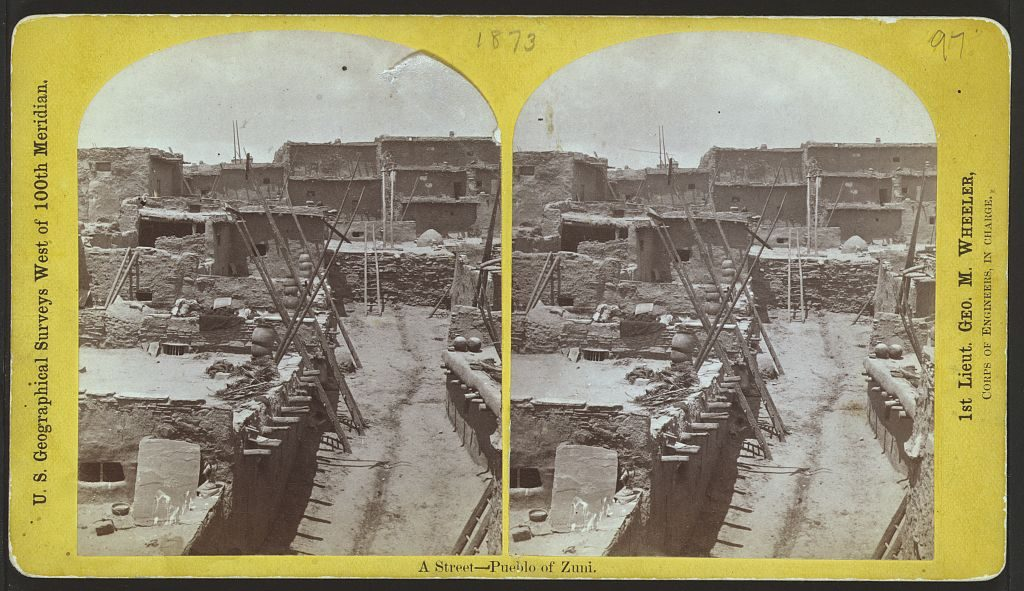 1873
97
U. S. Geographical Surveys West of 100th Meridian.
1st Lieut. Geo. M. Wheeler,
Corps of Engineers, in charge.
A Street—Pueblo of Zuni.